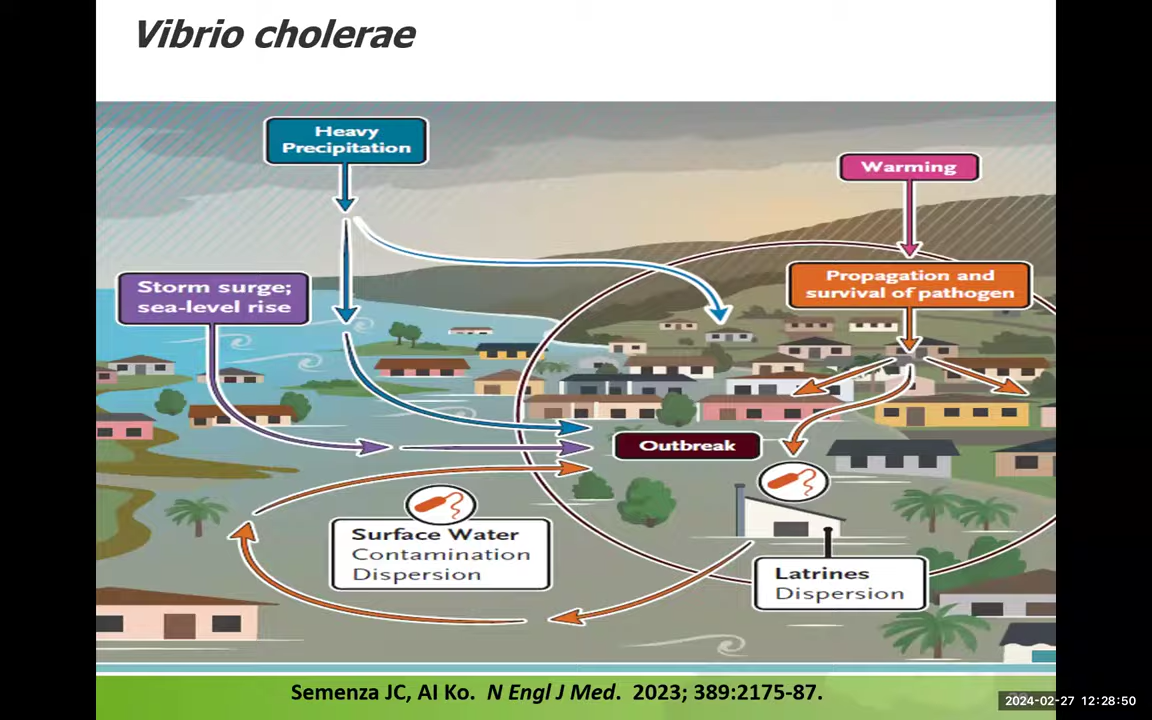 Vibrio cholerae
Heavy
Precipitation
Warming
Storm surge;
sea-level rise
Propagation and
survival of pathogen
Outbreak
Surface Water
Contamination
Dispersion
Latrines
Dispersion
Semenza JC, AI Ko. N Engl J Med. 2023; 389:2175-87.
2024-02-27 12:28:50